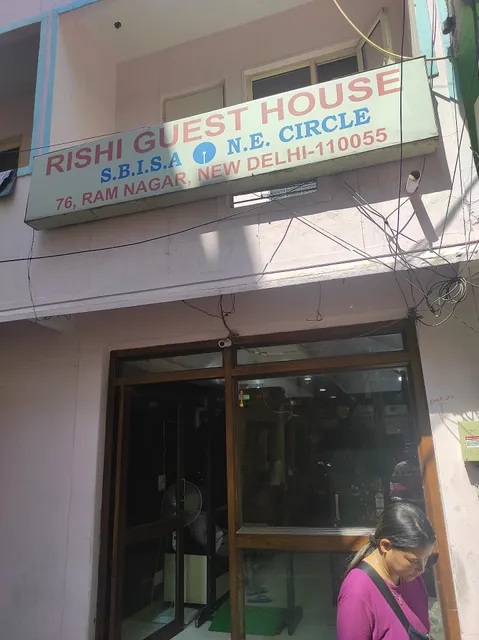 RISHI GUEST HOUSE
S.B.I.S.A N.E. CIRCLE
76, RAM NAGAR, NEW DELHI-110055